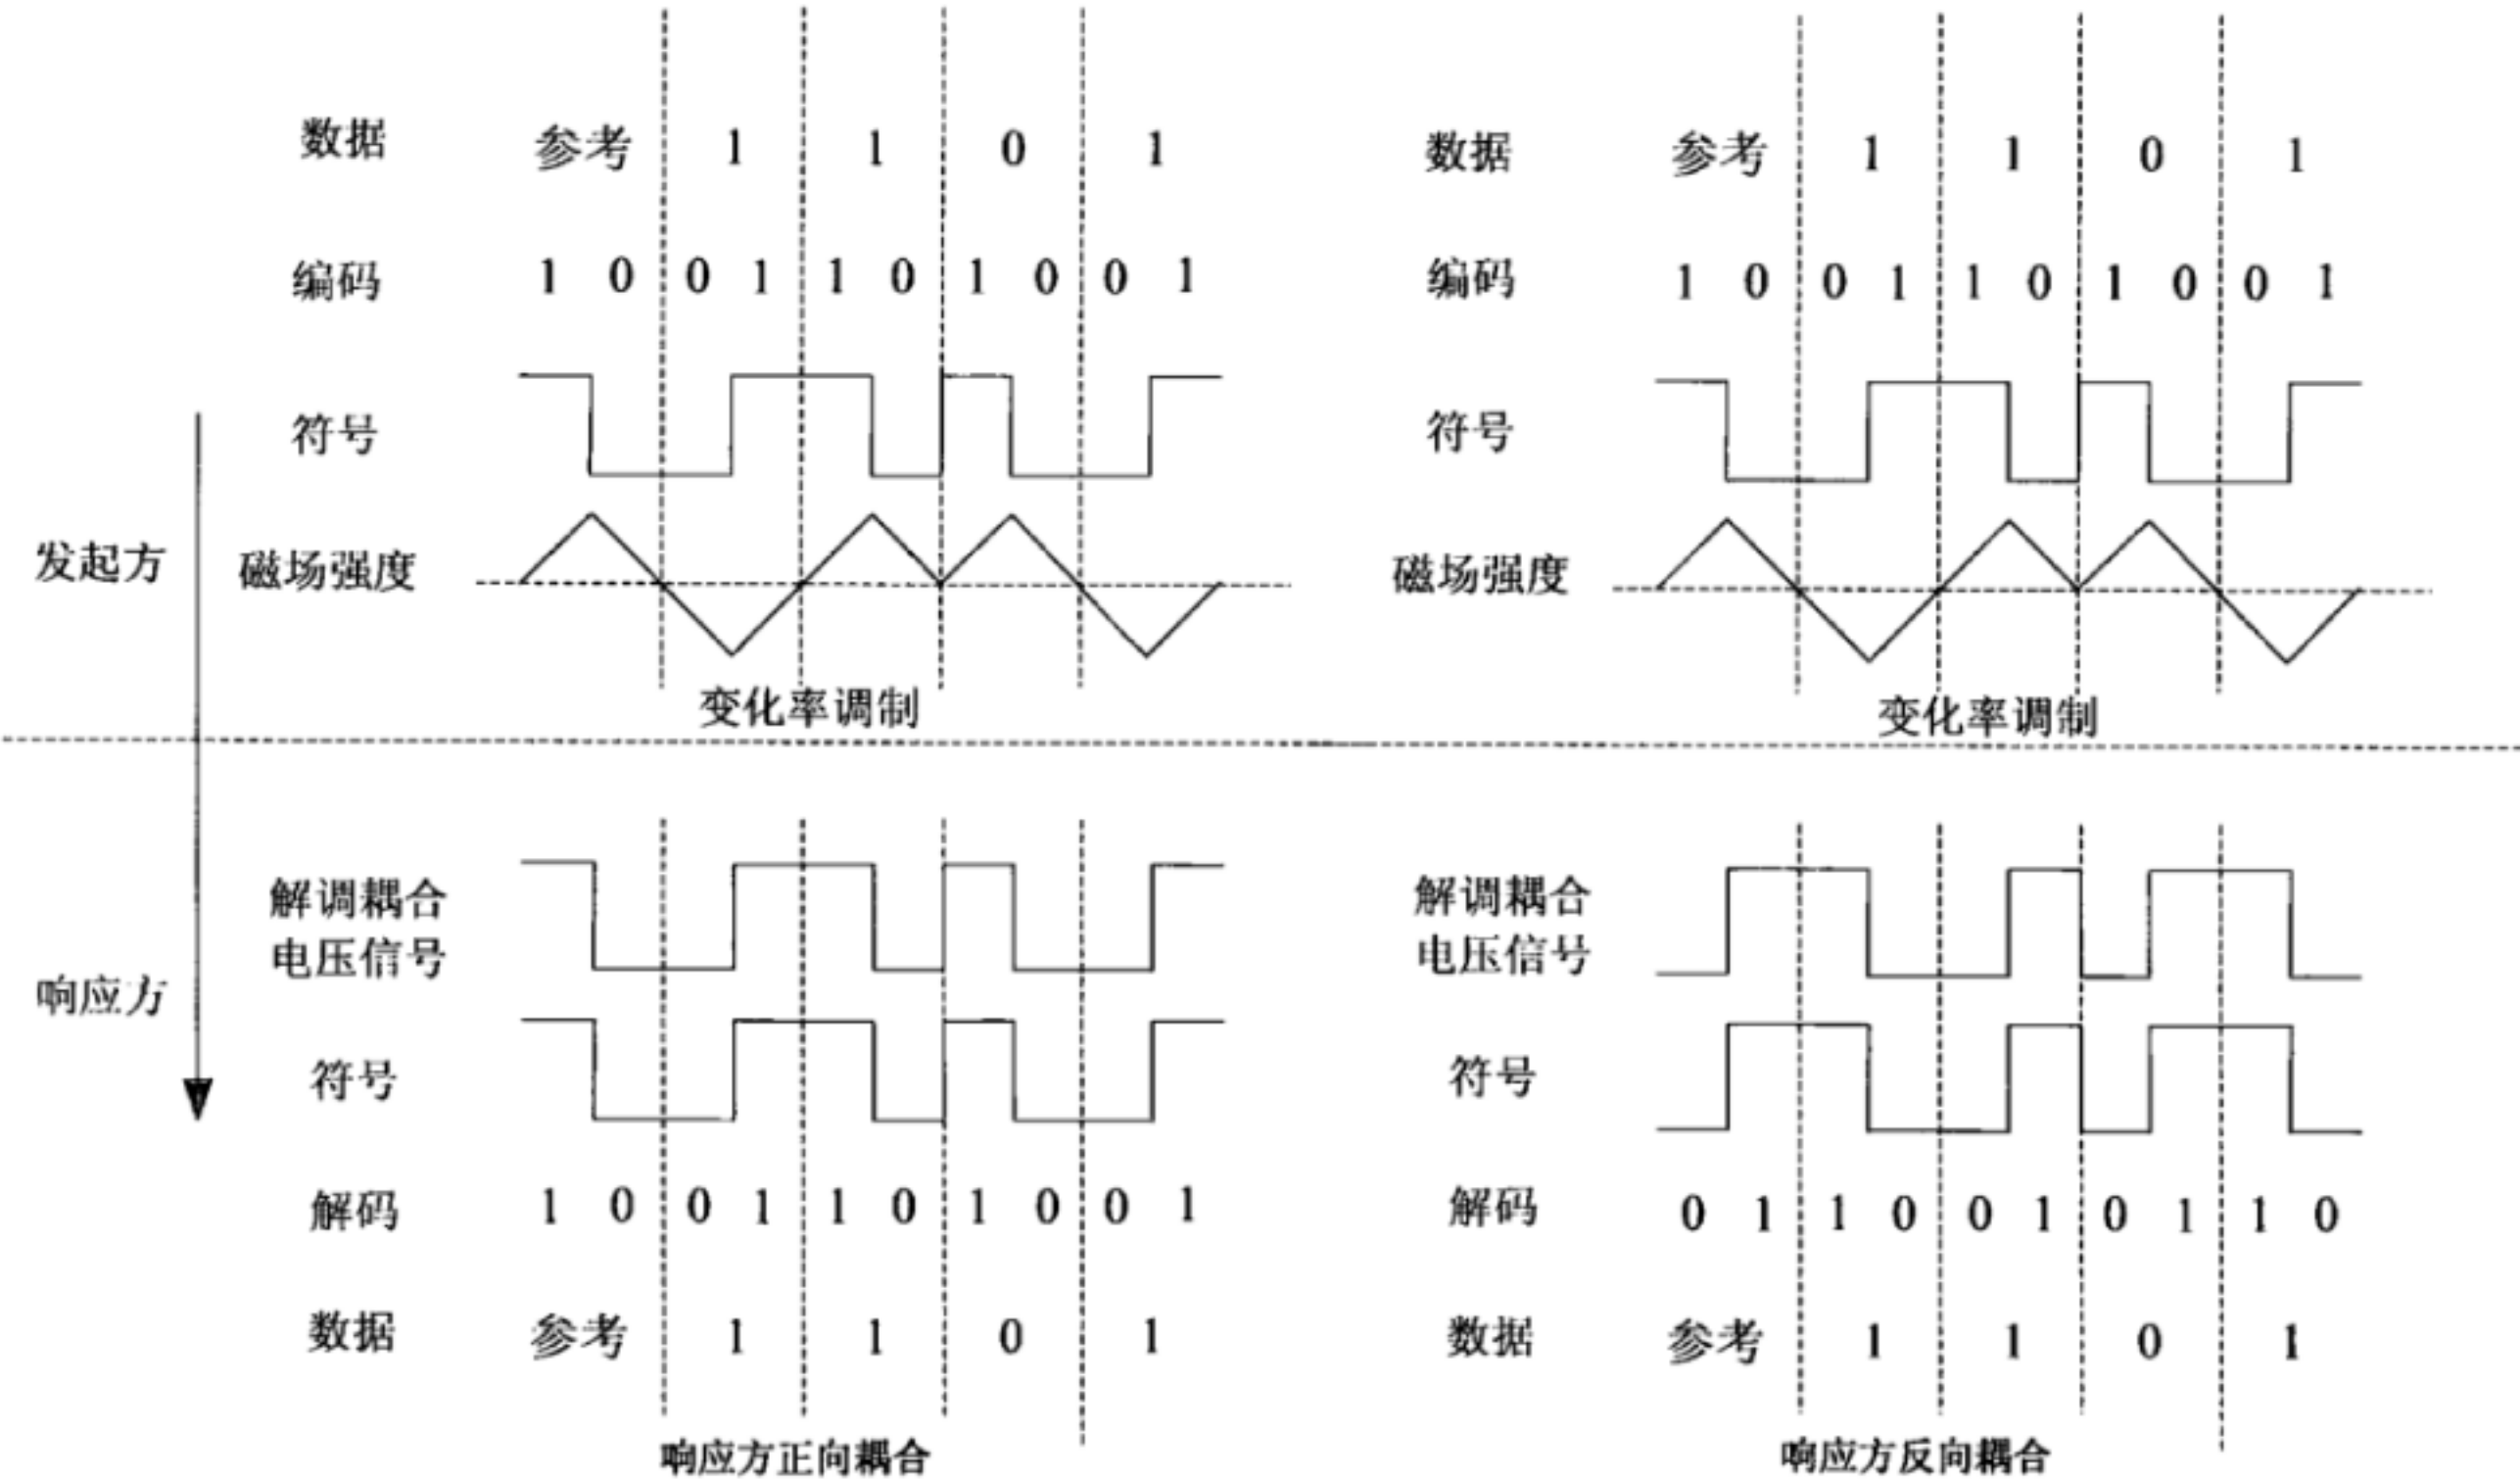 数据 参考 1 1 0 1 数据 参考 1 1 0 1
编码 1 0 0 1 1 0 1 0 0 1 编码 1 0 0 1 1 0 1 0 0 1
符号 符号
发起方 磁场强度 磁场强度
变化率调制 变化率调制
解调耦合 解调耦合
电压信号 电压信号
响应方
符号 符号
解码 1 0 0 1 1 0 1 0 0 1 解码 0 1 1 0 0 1 0 1 1 0
数据 参考 1 1 0 1 数据 参考 1 1 0 1
响应方正向耦合 响应方反向耦合